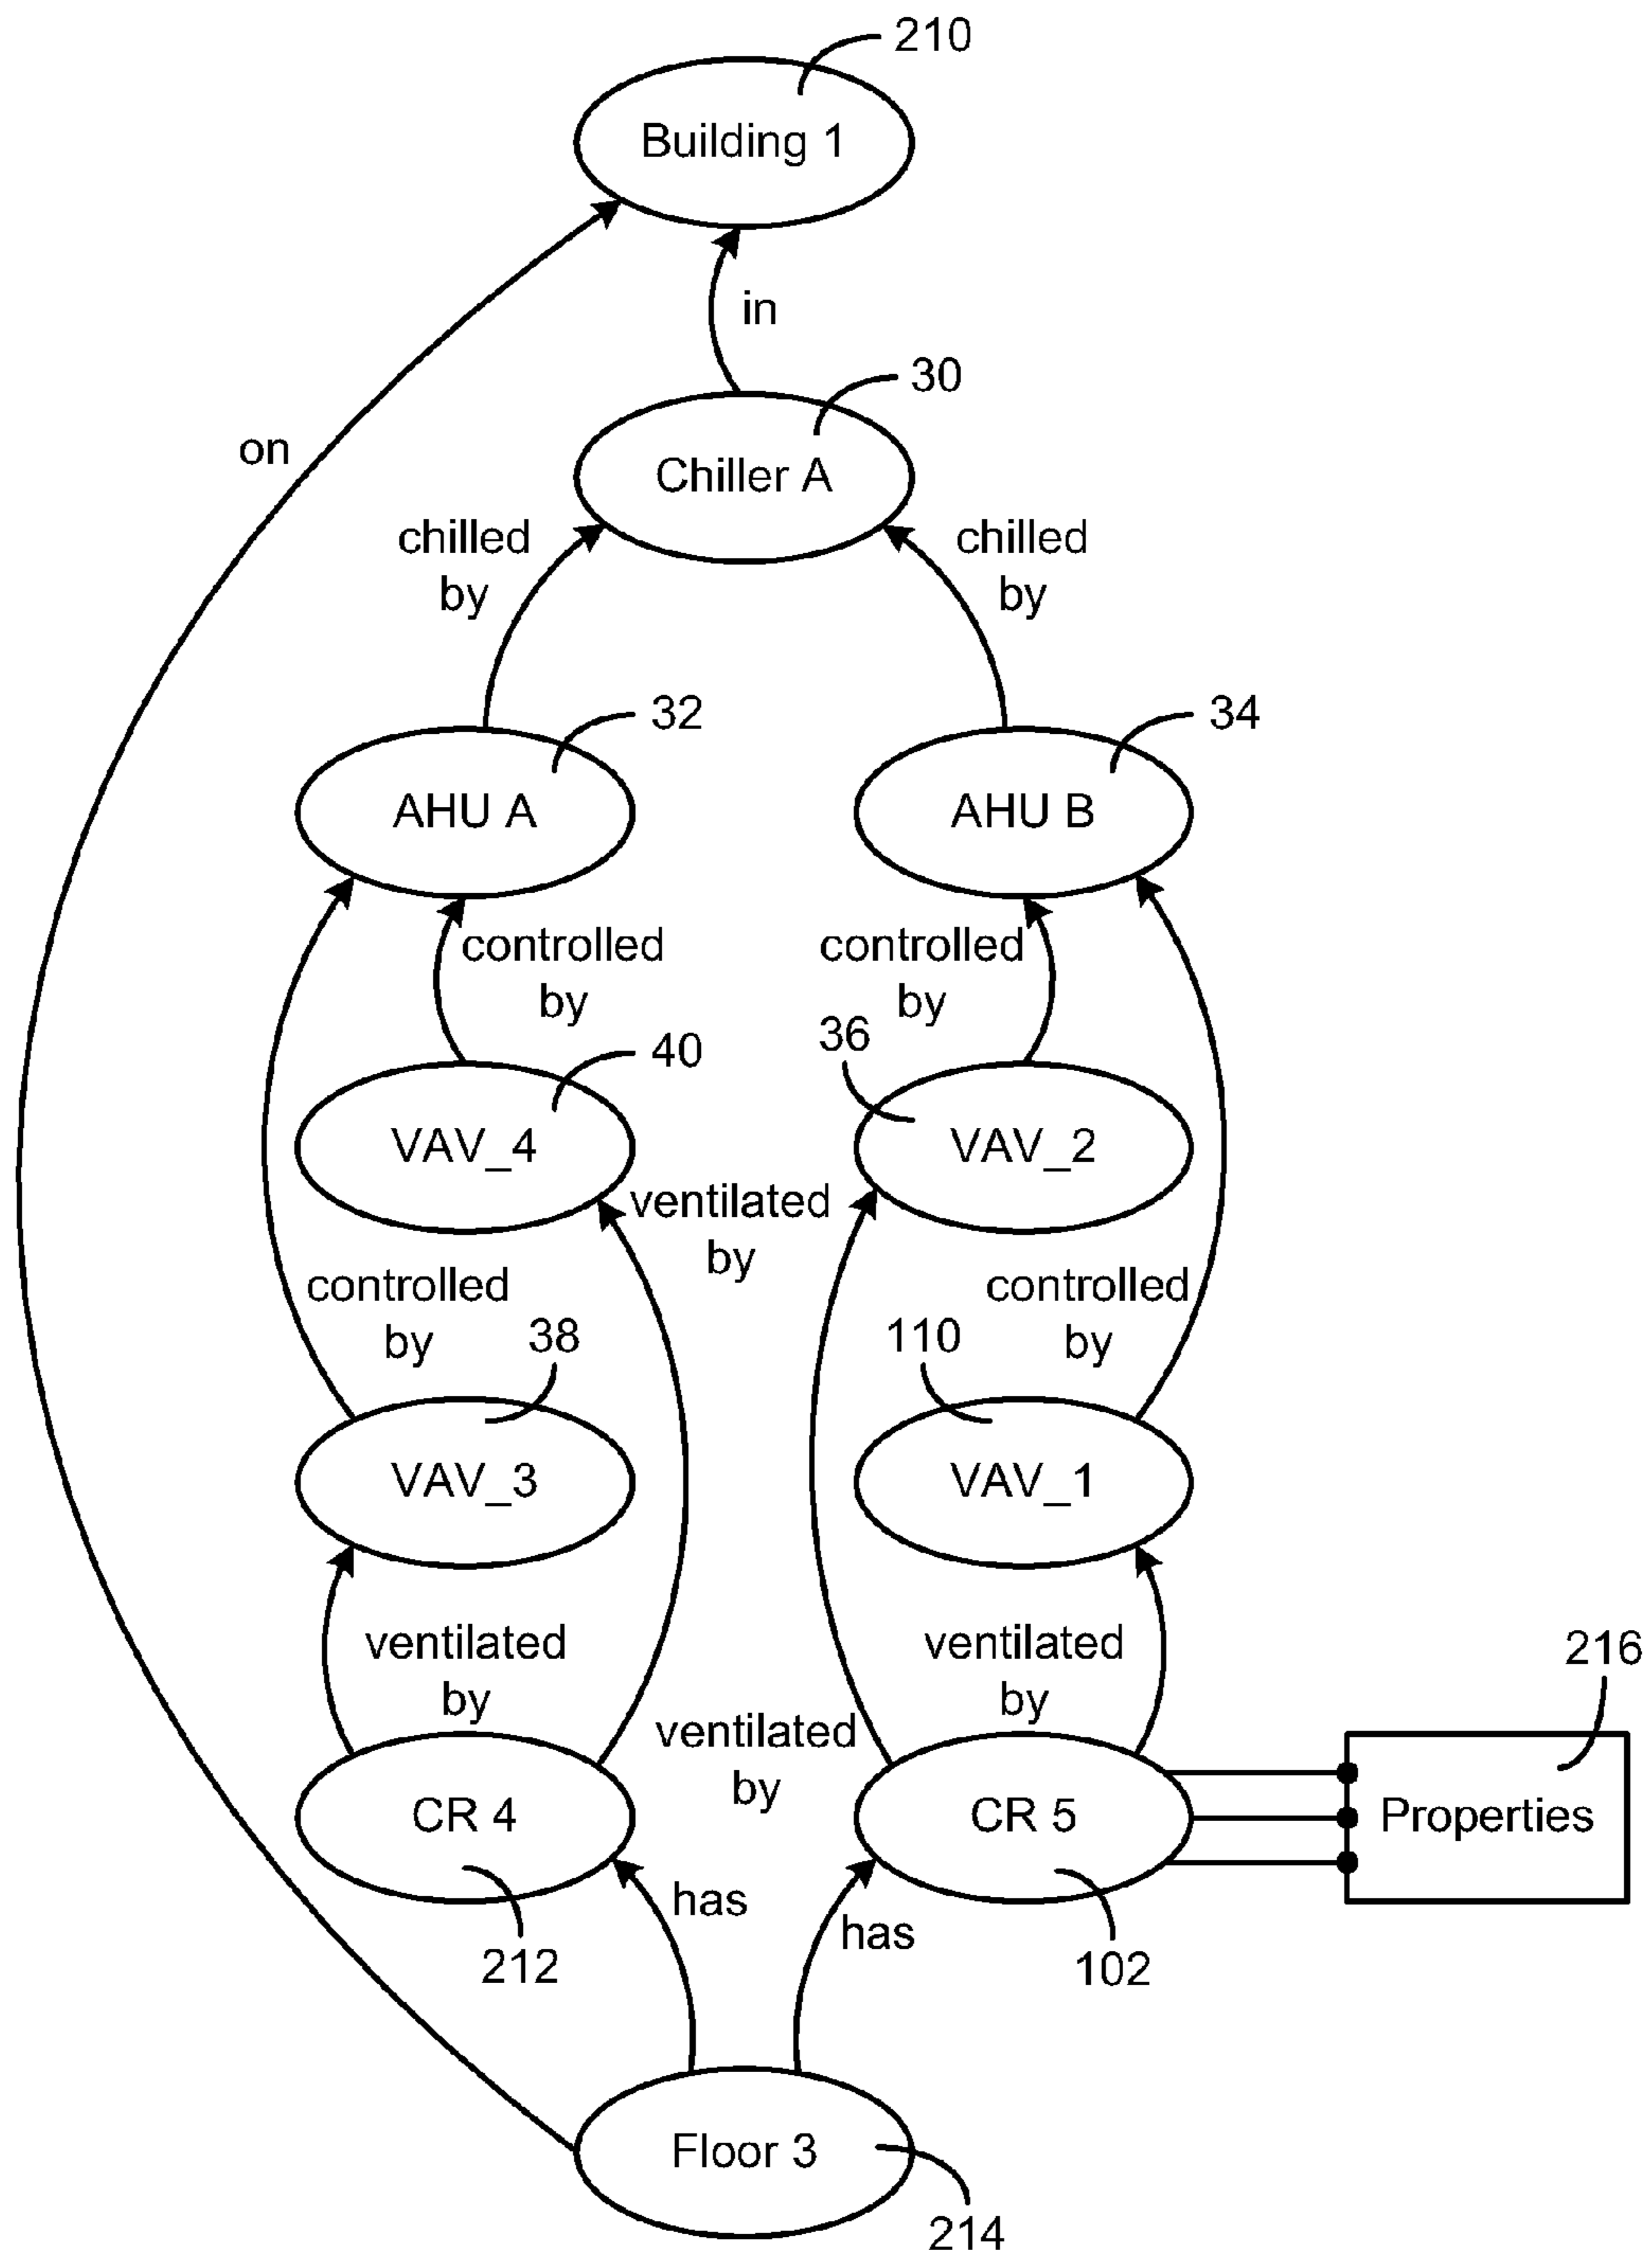 210
Building 1
in
30
on
Chiller A
chilled
by
chilled
by
32
34
AHU A
AHU B
controlled
by
controlled
by
40
36
VAV_4
VAV_2
ventilated
by
controlled
by
controlled
by
38
110
VAV_3
VAV_1
ventilated
by
ventilated
by
216
ventilated
by
CR 4
CR 5
Properties
has
has
212
102
Floor 3
214